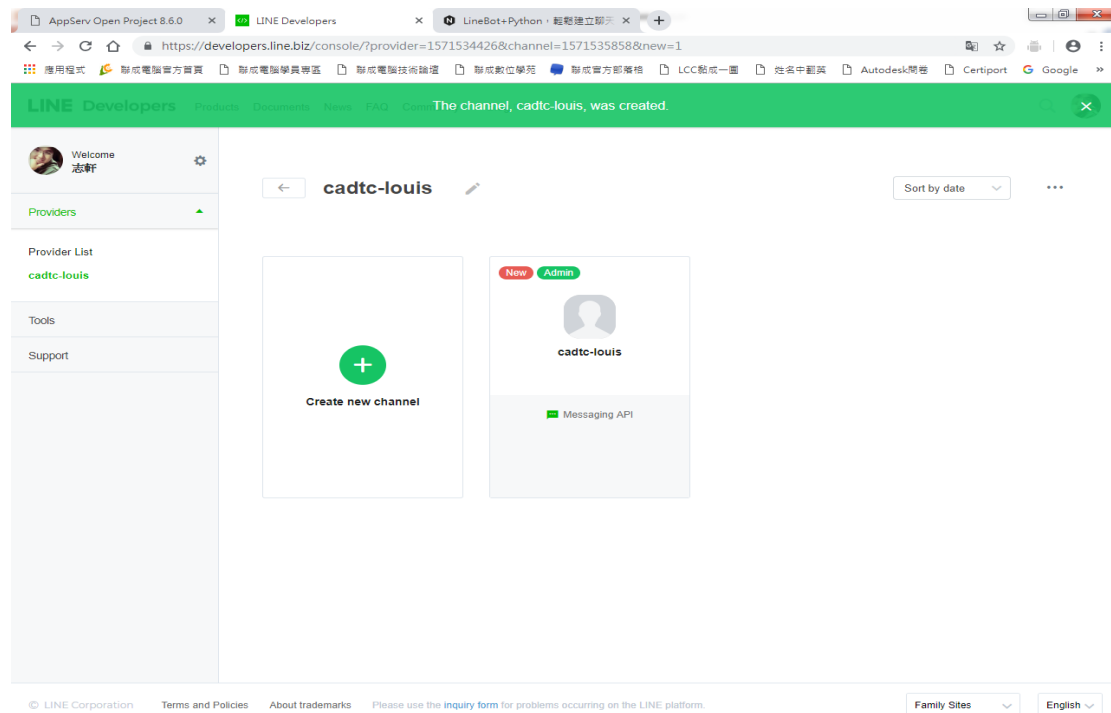 AppServ Open Project 8.6.0
LINE Developers
LineBot+Python,輕鬆建立聊天
https://developers.line.biz/console/?provider=1571534426&channel=1571535858&new=1
應用程式 聯成電腦官方首頁 聯成電腦學員專區 聯成電腦技術論壇 聯成數位學苑 聯成官方部落格 LCC黏成一團 姓名中翻英 Autodesk問卷 Certiport Google »
LINE Developers Products Documents News FAQ
The channel, cadtc-louis, was created.
Welcome
志軒
cadtc-louis
Sort by date
Providers
Provider List
cadtc-louis
Tools
Support
Create new channel
New Admin
cadtc-louis
Messaging API
© LINE Corporation Terms and Policies About trademarks Please use the inquiry form for problems occurring on the LINE platform.
Family Sites
English